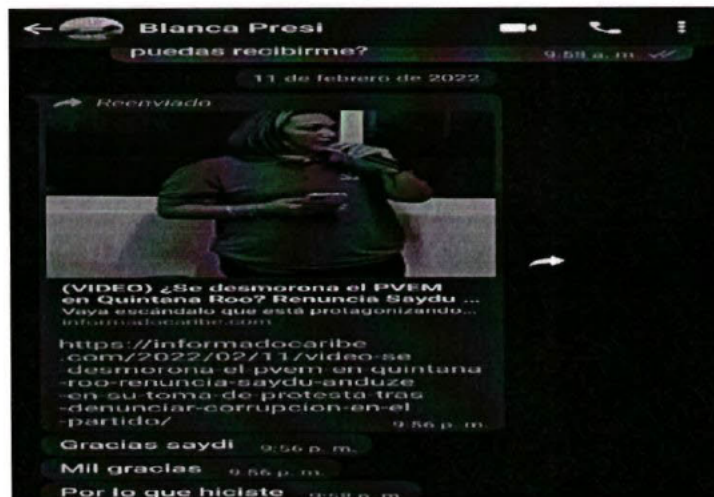 Blanca Presi
puedas recibirme? 9:59 a. m.
11 de febrero de 2022
Reenviado
(VIDEO) ¿Se desmorona el PVEM
en Quintana Roo? Renuncia Saydu ...
Vaya escándalo que está protagonizando...
informadocaribe.com
https://informadocaribe
.com/2022/02/11/video-se
-desmorona-el-pvem-en-quintana
-roo-renuncia-saydu-anduze
-en-su-toma-de-protesta-tras
-denunciar-corrupcion-en-el
-partido/ 9:56 p. m.
Gracias saydi 9:56 p. m.
Mil gracias 9:56 p. m.
Por lo que hiciste